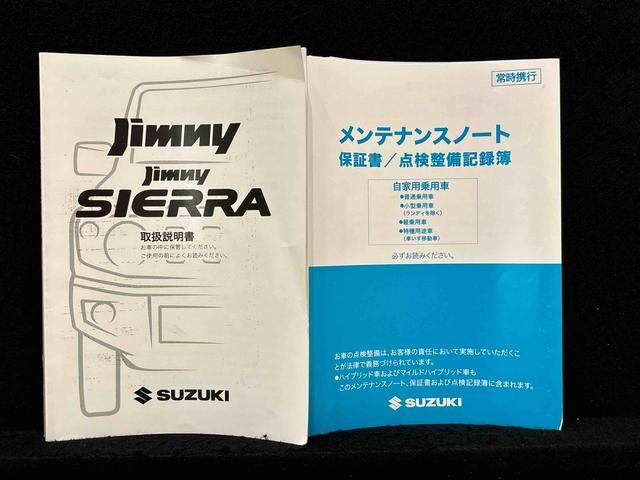 Jimny
Jimny
SIERRA
取扱説明書
お車の中に保管してください。
ご使用の前によくお読みください。
SUZUKI
常時携行
メンテナンスノート
保証書/点検整備記録簿
自家用乗用車
●普通乗用車
●小型乗用車
(ランディを除く)
●軽乗用車
●特種用途車
(車いす移動車)
必ずお読みください。
お車の点検整備は、お客様の責任において実施していただくこ
とが法律で義務づけられています。
●ハイブリッド車およびマイルドハイブリッド車も
このメンテナンスノート、保証書および点検記録簿に含まれます。
SUZUKI